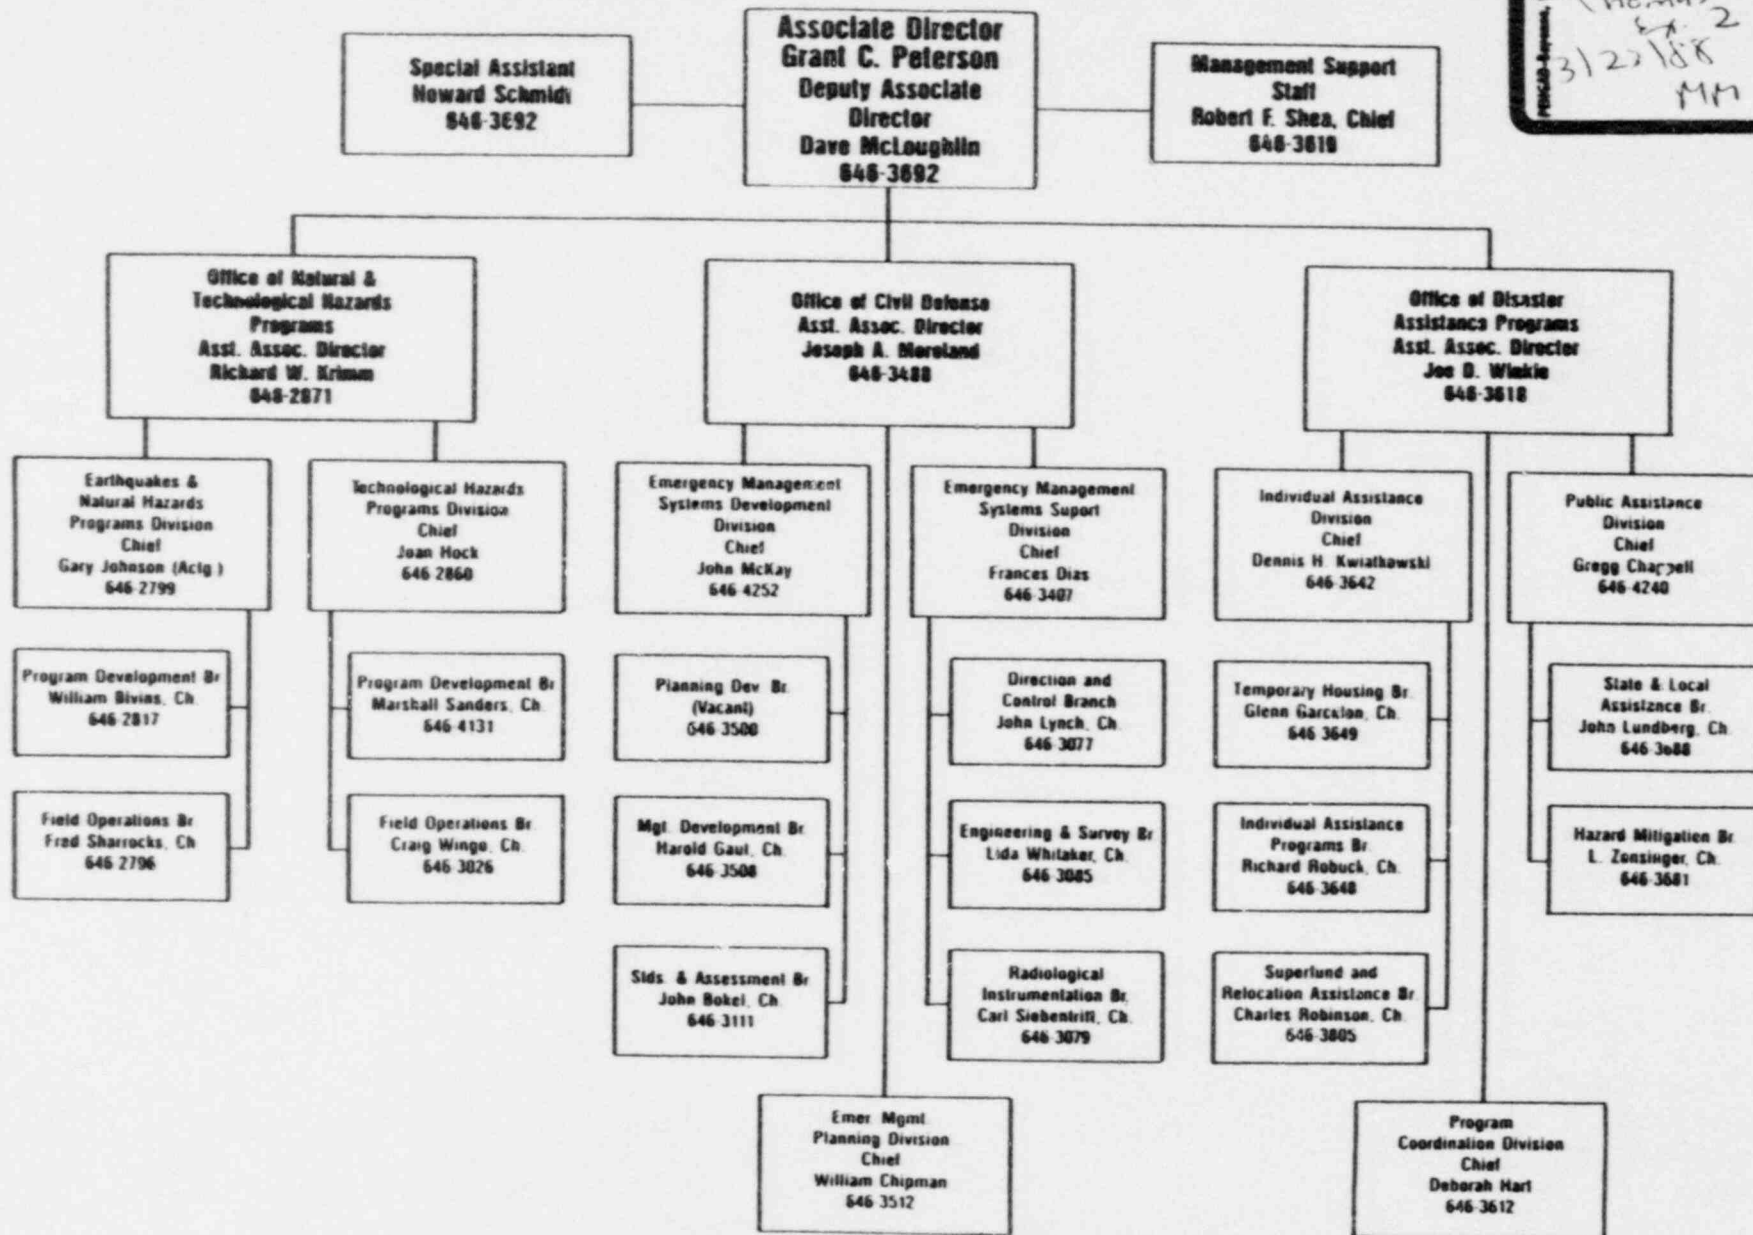 Associate Director
Grant C. Peterson
Deputy Associate
Director
Dave McLoughlin
646-3692
Special Assistant
Howard Schmidt
646-3692
Management Support
Staff
Robert F. Shea, Chief
646-3619
2
3/22/88
MM
Office of Natural &
Technological Hazards
Programs
Asst. Assoc. Director
Richard W. Krimm
646-2871
Office of Civil Defense
Asst. Assoc. Director
Joseph A. Moreland
646-3488
Office of Disaster
Assistance Programs
Asst. Assoc. Director
Joe D. Winkle
646-3618
Earthquakes &
Natural Hazards
Programs Division
Chief
Gary Johnson (Actg.)
646-2799
Technological Hazards
Programs Division
Chief
Joan Hock
646 2860
Emergency Management
Systems Development
Division
Chief
John McKay
646 4252
Emergency Management
Systems Suport
Division
Chief
Frances Dias
646 3407
Individual Assistance
Division
Chief
Dennis H. Kwiatkowski
646 3642
Public Assistance
Division
Chief
Gregg Chappell
646-4240
Program Development Br
William Bivins, Ch.
646-2817
Program Development Br
Marshall Sanders, Ch.
646-4131
Planning Dev Br.
(Vacant)
646 3500
Direction and
Control Branch
John Lynch, Ch.
646 3077
Temporary Housing Br.
Glenn Garcelon, Ch.
646 3649
State & Local
Assistance Br.
John Lundberg, Ch
646-3688
Field Operations Br.
Fred Sharrocks, Ch
646 2796
Field Operations Br.
Craig Wingo, Ch.
646 3026
Mgt. Development Br.
Harold Gaul, Ch.
646-3508
Engineering & Survey Br
Lida Whitaker, Ch.
646-3085
Individual Assistance
Programs Br.
Richard Robuck, Ch.
646-3648
Hazard Mitigation Br.
L. Zensinger, Ch.
646-3681
Stds. & Assessment Br
John Bokel, Ch.
646-3111
Radiological
Instrumentation Br.
Carl Siebentritt, Ch.
646 3079
Superfund and
Relocation Assistance Br.
Charles Robinson, Ch.
646-3805
Emer. Mgmt.
Planning Division
Chief
William Chipman
646-3512
Program
Coordination Division
Chief
Deborah Hart
646-3612